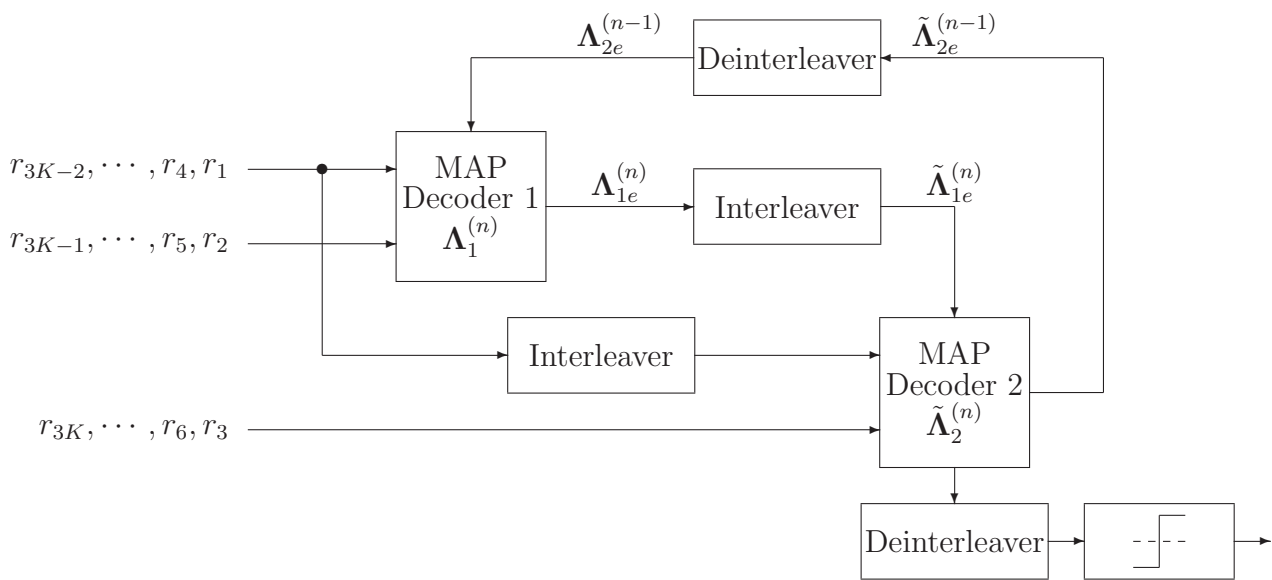 Λ_{2e}^{(n−1)}
Deinterleaver
Λ̃_{2e}^{(n−1)}
r_{3K−2}, ⋯ , r_4, r_1
MAP
Decoder 1
Λ_1^{(n)}
Λ_{1e}^{(n)}
Interleaver
Λ̃_{1e}^{(n)}
r_{3K−1}, ⋯ , r_5, r_2
Interleaver
MAP
Decoder 2
Λ̃_2^{(n)}
r_{3K}, ⋯ , r_6, r_3
Deinterleaver